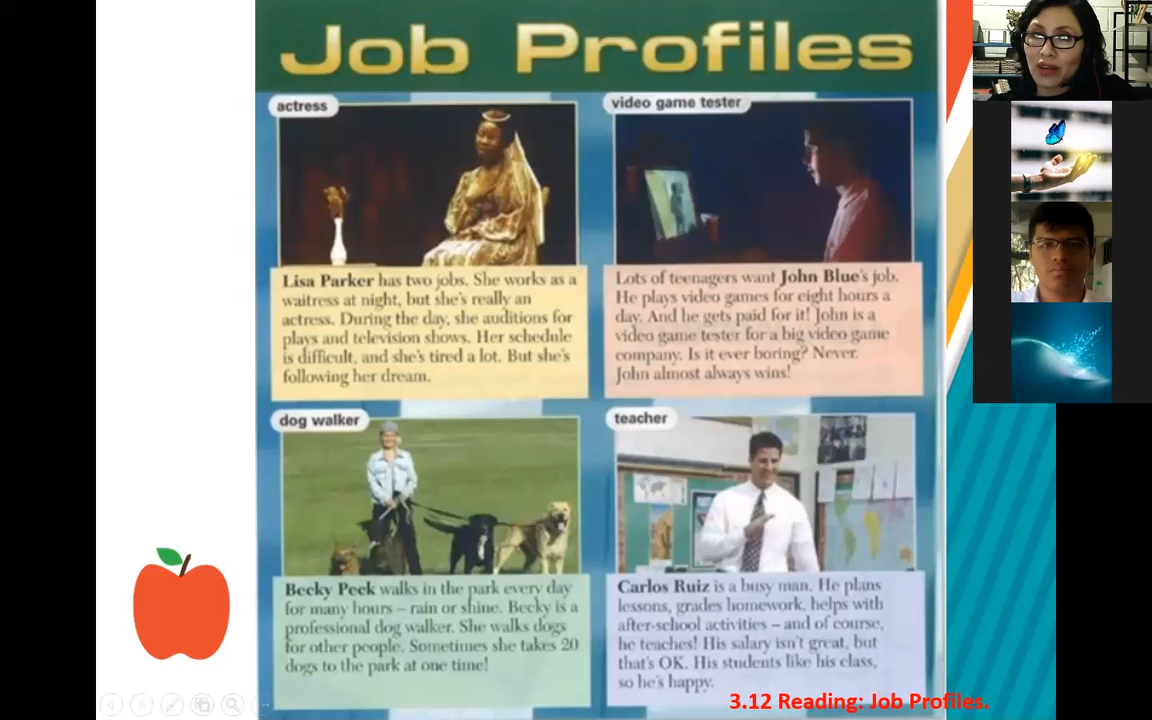 Job Profiles
actress
Lisa Parker has two jobs. She works as a
waitress at night, but she's really an
actress. During the day, she auditions for
plays and television shows. Her schedule
is difficult, and she's tired a lot. But she's
following her dream.
video game tester
Lots of teenagers want John Blue's job.
He plays video games for eight hours a
day. And he gets paid for it! John is a
video game tester for a big video game
company. Is it ever boring? Never.
John almost always wins!
dog walker
Becky Peck walks in the park every day
for many hours – rain or shine. Becky is a
professional dog walker. She walks dogs
for other people. Sometimes she takes 20
dogs to the park at one time!
teacher
Carlos Ruiz is a busy man. He plans
lessons, grades homework, helps with
after-school activities – and of course,
he teaches! His salary isn't great, but
that's OK. His students like his class,
so he's happy.
3.12 Reading: Job Profiles.